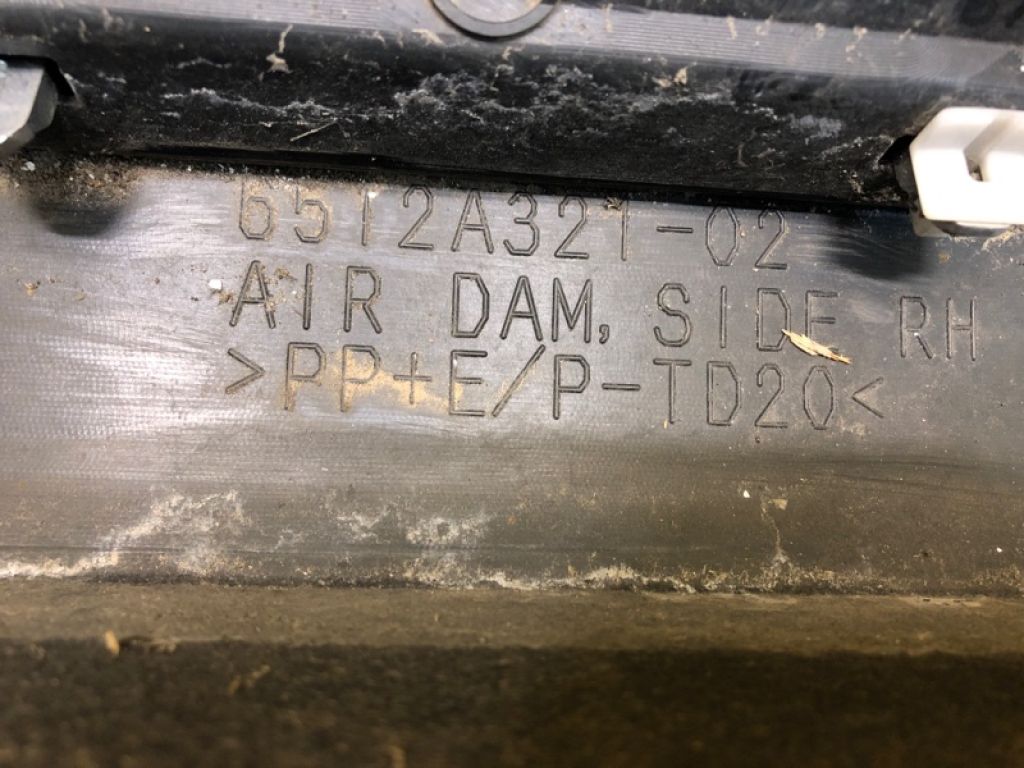 6512A321-02
AIR DAM, SIDE RH
>PP+E/P-TD20<